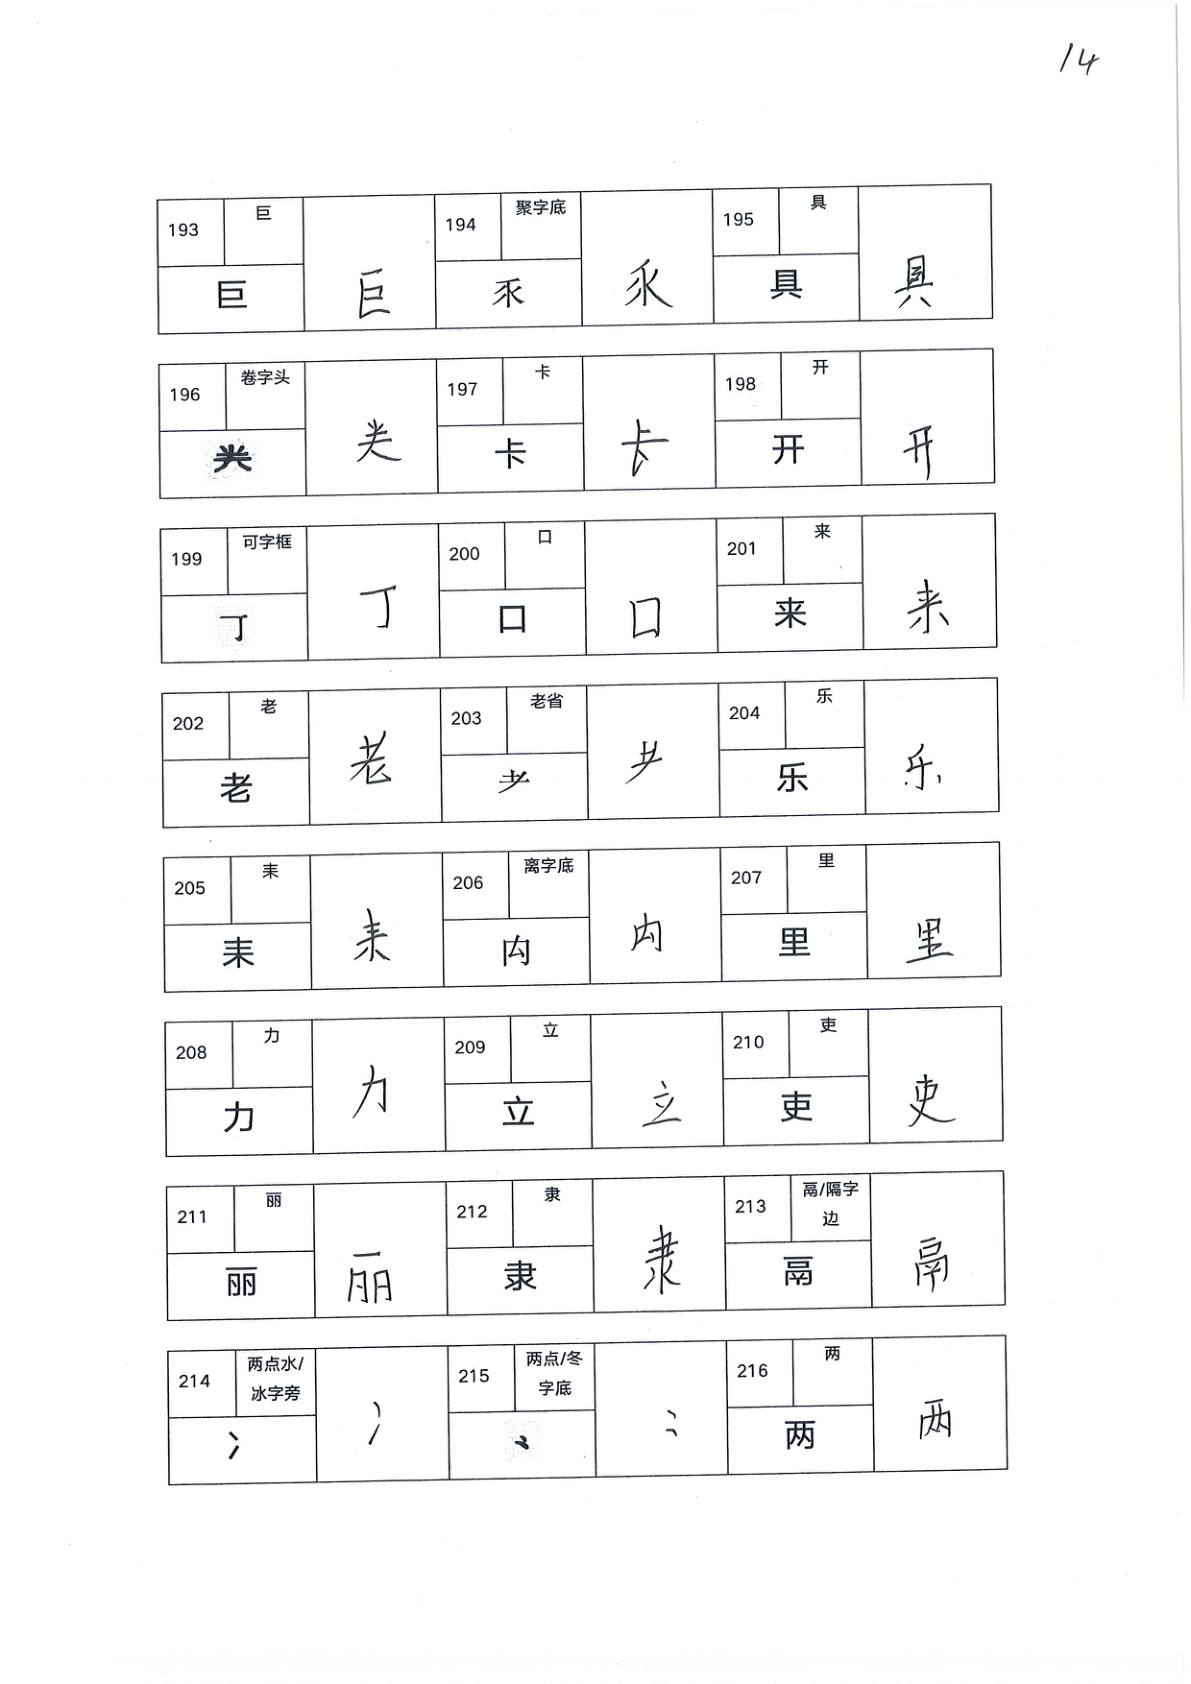 14
193 巨 194 聚字底 195 具
巨 巨 乑 乑 具 具
196 卷字头 197 卡 198 开
龹 龹 卡 卡 开 开
199 可字框 200 口 201 来
丁 丁 口 口 来 来
202 老 203 老省 204 乐
老 老 耂 耂 乐 乐
205 耒 206 离字底 207 里
耒 耒 禸 禸 里 里
208 力 209 立 210 吏
力 力 立 立 吏 吏
211 丽 212 隶 213 鬲/隔字
边
丽 丽 隶 隶 鬲 鬲
214 两点水/ 215 两点/冬 216 两
冰字旁 字底
冫 冫 ⺀ ⺀ 两 两